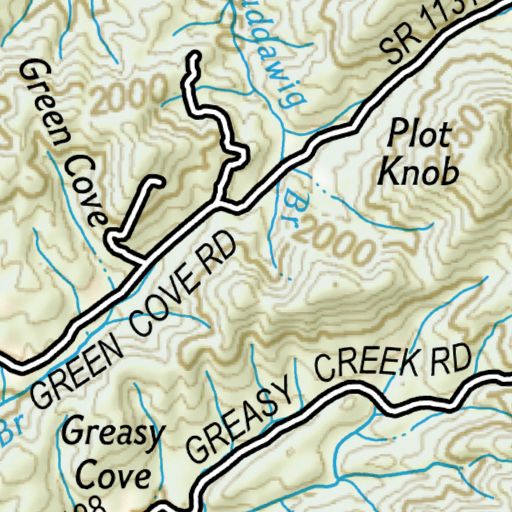 SR 113
2000
Green Cove
Plot
Knob
Br
2000
GREEN COVE RD
CREEK RD
GREASY
Greasy
Cove
Br